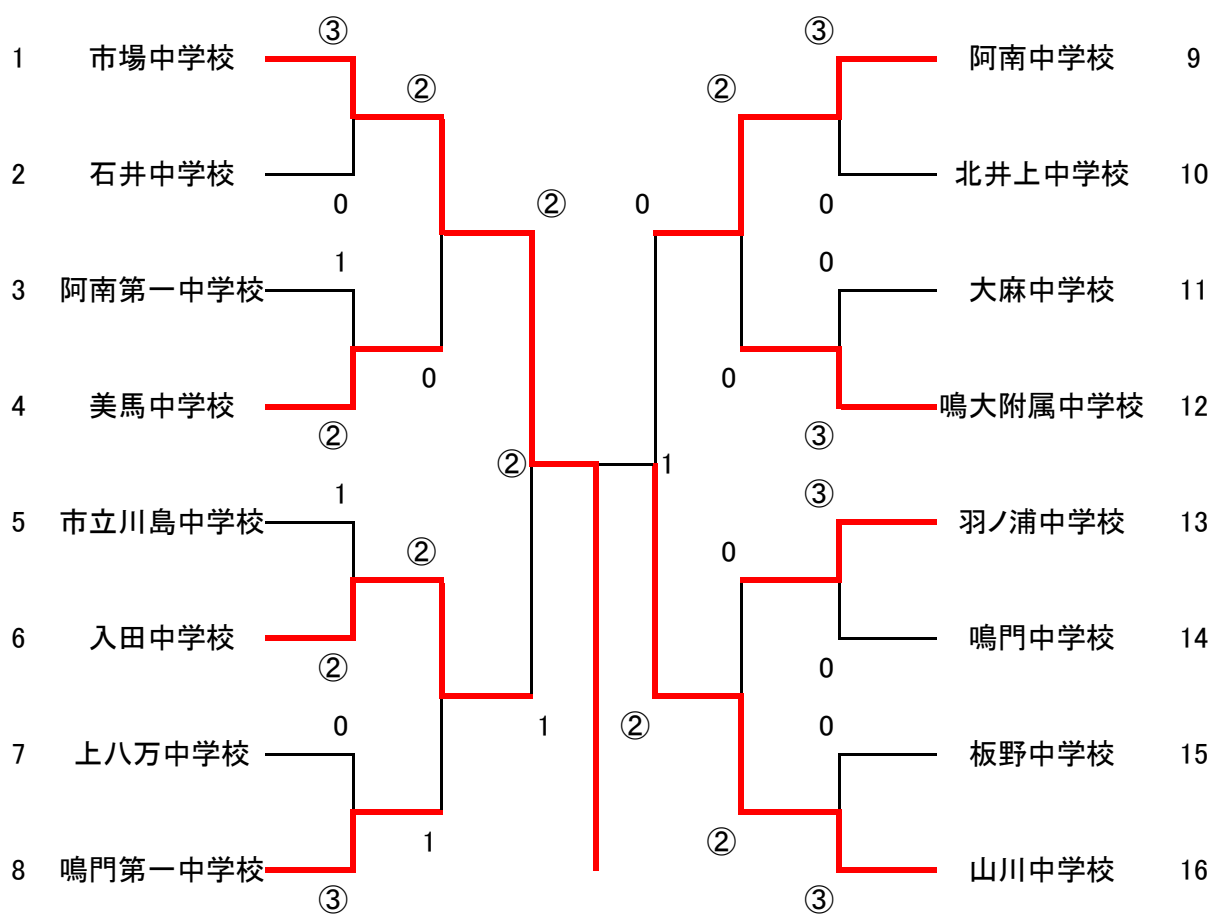 ③ ③
1 市場中学校 阿南中学校 9
② ②
2 石井中学校 北井上中学校 10
0 ② 0 0
1 0
3 阿南第一中学校 大麻中学校 11
0 0
4 美馬中学校 鳴大附属中学校 12
② ③
② 1
1 ③
5 市立川島中学校 羽ノ浦中学校 13
② 0
6 入田中学校 鳴門中学校 14
② 0
0 1 ② 0
7 上八万中学校 板野中学校 15
1 ②
8 鳴門第一中学校 山川中学校 16
③ ③